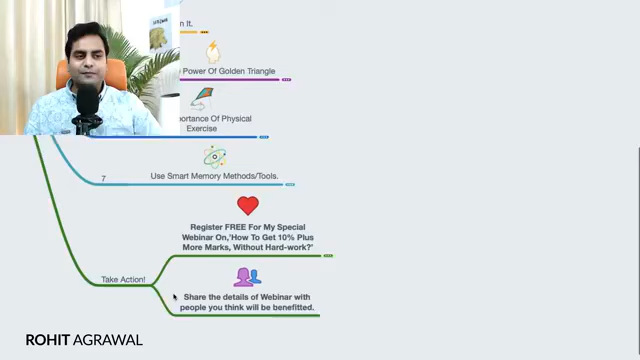 n It.
Power Of Golden Triangle
portance Of Physical
Exercise
7
Use Smart Memory Methods/Tools.
Register FREE For My Special
Webinar On,'How To Get 10% Plus
More Marks, Without Hard-work?'
Take Action!
Share the details of Webinar with
people you think will be benefitted.
ROHIT AGRAWAL